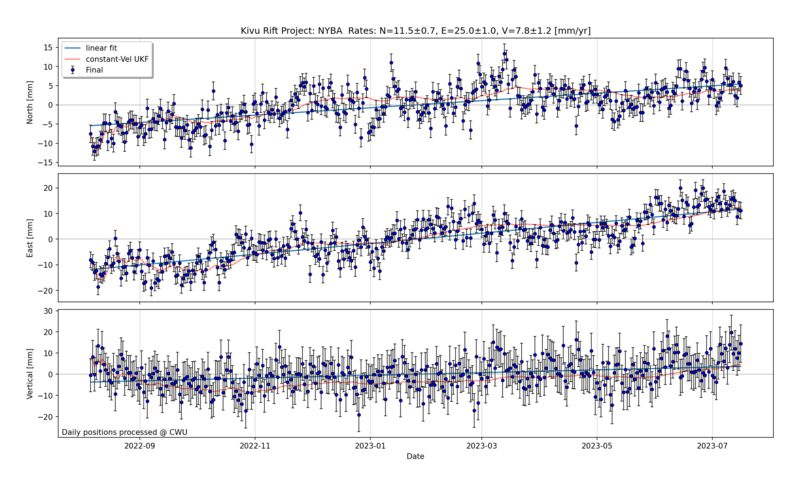 Kivu Rift Project: NYBA Rates: N=11.5±0.7, E=25.0±1.0, V=7.8±1.2 [mm/yr]
linear fit
constant-Vel UKF
Final
North [mm]
15
10
5
0
−5
−10
−15
East [mm]
20
10
0
−10
−20
Vertical [mm]
30
20
10
0
−10
−20
Daily positions processed @ CWU
2022-09
2022-11
2023-01
2023-03
2023-05
2023-07
Date